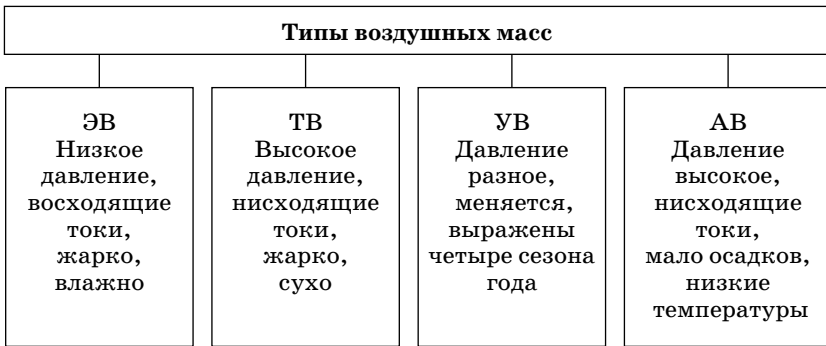 Типы воздушных масс
ЭВ
Низкое
давление,
восходящие
токи,
жарко,
влажно
ТВ
Высокое
давление,
нисходящие
токи,
жарко,
сухо
УВ
Давление
разное,
меняется,
выражены
четыре сезона
года
АВ
Давление
высокое,
нисходящие
токи,
мало осадков,
низкие
температуры